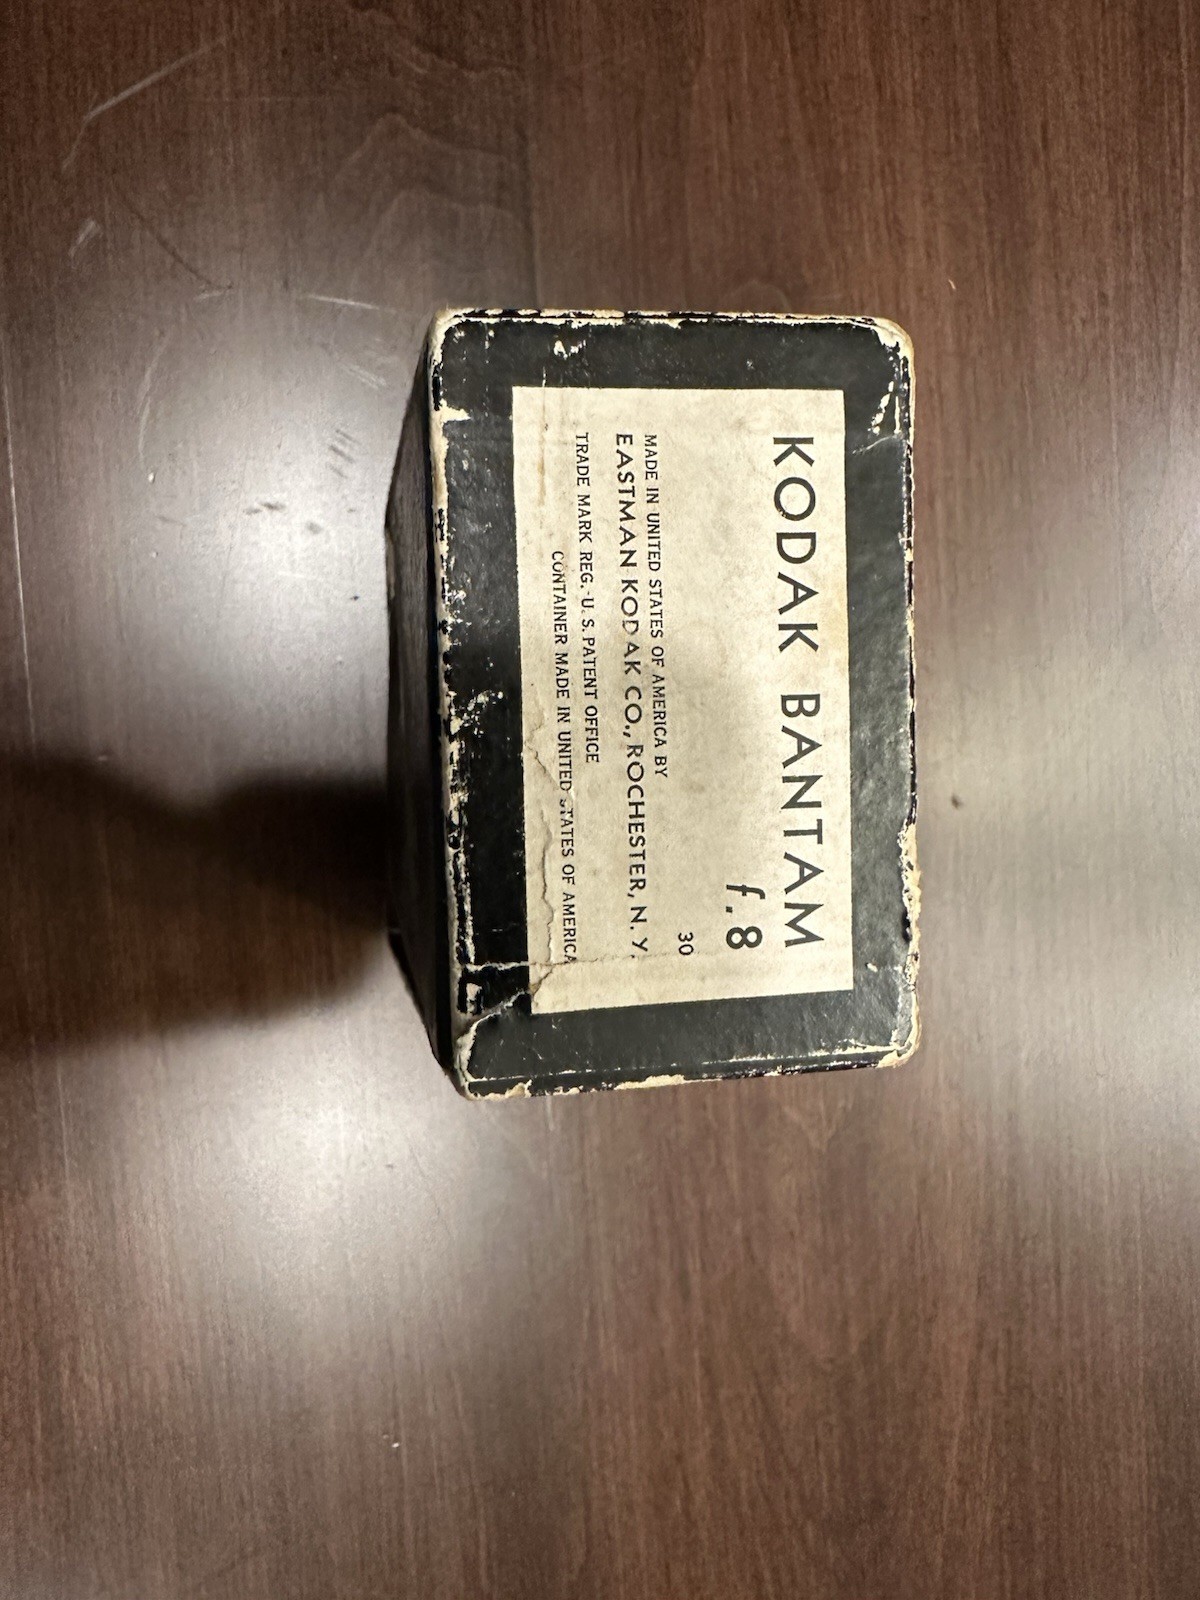 KODAK BANTAM
f.8
30
MADE IN UNITED STATES OF AMERICA BY
EASTMAN KODAK CO., ROCHESTER, N. Y.
TRADE MARK REG. U. S. PATENT OFFICE
CONTAINER MADE IN UNITED STATES OF AMERICA